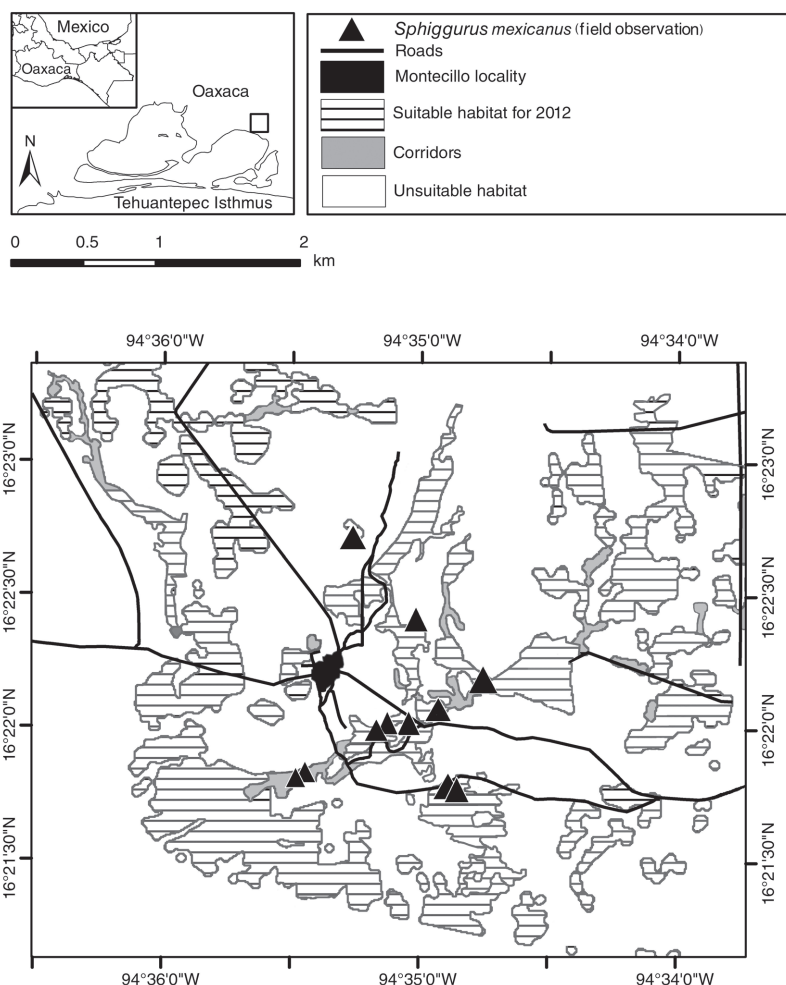 Mexico
Oaxaca
Oaxaca
N
Tehuantepec Isthmus
Sphiggurus mexicanus (field observation)
Roads
Montecillo locality
Suitable habitat for 2012
Corridors
Unsuitable habitat
0 0.5 1 2
km
94°36'0"W 94°35'0"W 94°34'0"W
16°23'0"N 16°23'0"N
16°22'30"N 16°22'30"N
16°22'0"N 16°22'0"N
16°21'30"N 16°21'30"N
94°36'0"W 94°35'0"W 94°34'0"W